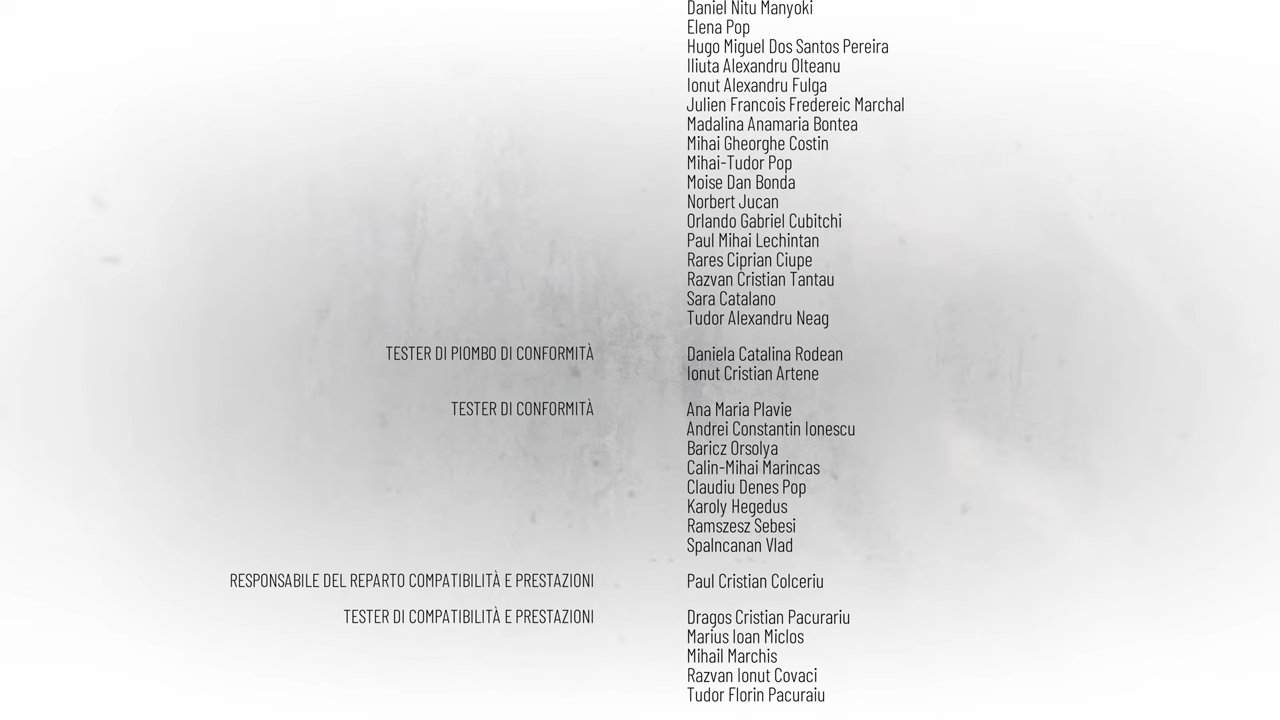 Daniel Nitu Manyoki
Elena Pop
Hugo Miguel Dos Santos Pereira
Iliuta Alexandru Olteanu
Ionut Alexandru Fulga
Julien Francois Fredereic Marchal
Madalina Anamaria Bontea
Mihai Gheorghe Costin
Mihai-Tudor Pop
Moise Dan Bonda
Norbert Jucan
Orlando Gabriel Cubitchi
Paul Mihai Lechintan
Rares Ciprian Ciupe
Razvan Cristian Tantau
Sara Catalano
Tudor Alexandru Neag
TESTER DI PIOMBO DI CONFORMITÀ Daniela Catalina Rodean
Ionut Cristian Artene
TESTER DI CONFORMITÀ Ana Maria Plavie
Andrei Constantin Ionescu
Baricz Orsolya
Calin-Mihai Marincas
Claudiu Denes Pop
Karoly Hegedus
Ramszesz Sebesi
Spalncanan Vlad
RESPONSABILE DEL REPARTO COMPATIBILITÀ E PRESTAZIONI Paul Cristian Colceriu
TESTER DI COMPATIBILITÀ E PRESTAZIONI Dragos Cristian Pacurariu
Marius Ioan Miclos
Mihail Marchis
Razvan Ionut Covaci
Tudor Florin Pacuraiu